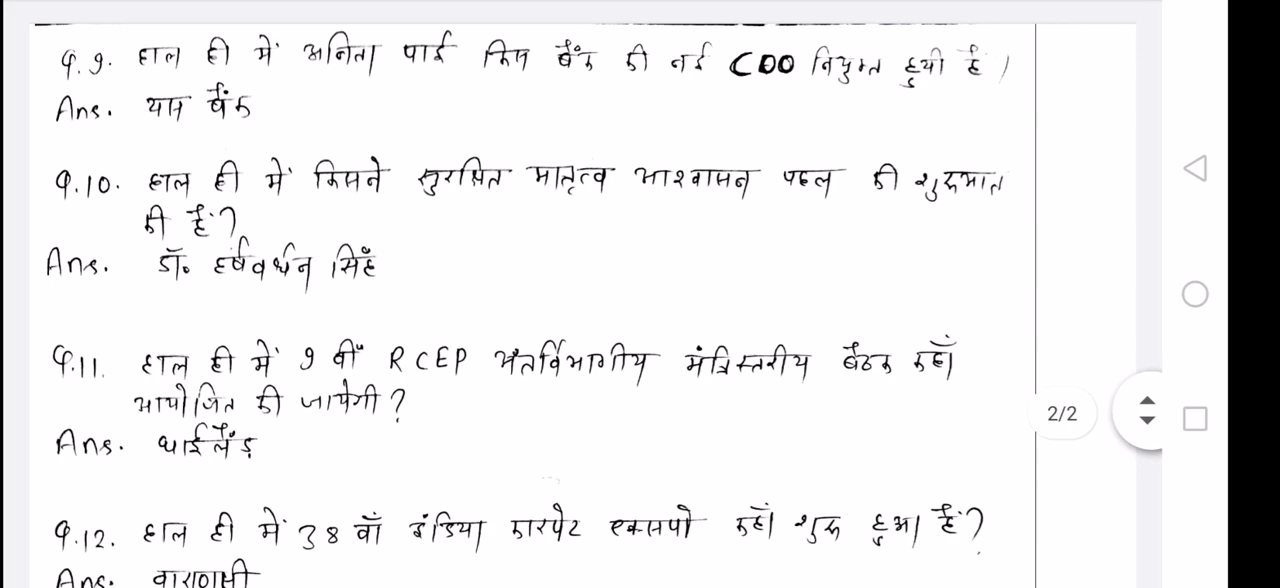 Q.9. हाल ही में अनिता पाई किस बैंक की नई COO नियुक्त हुयी है।
Ans. यस बैंक
Q.10. हाल ही में किसने सुरक्षित मातृत्व आश्वासन पहल की शुरुआत
की है?
Ans. डॉ. हर्षवर्धन सिंह
Q.11. हाल ही में 9 वीं RCEP अंतर्विभागीय मंत्रिस्तरीय बैठक कहाँ
आयोजित की जायेगी?
2/2
Ans. थाईलैंड
Q.12. हाल ही में 38 वाँ इंडिया कारपेट एक्सपो कहाँ शुरू हुआ है?
Ans. वाराणसी